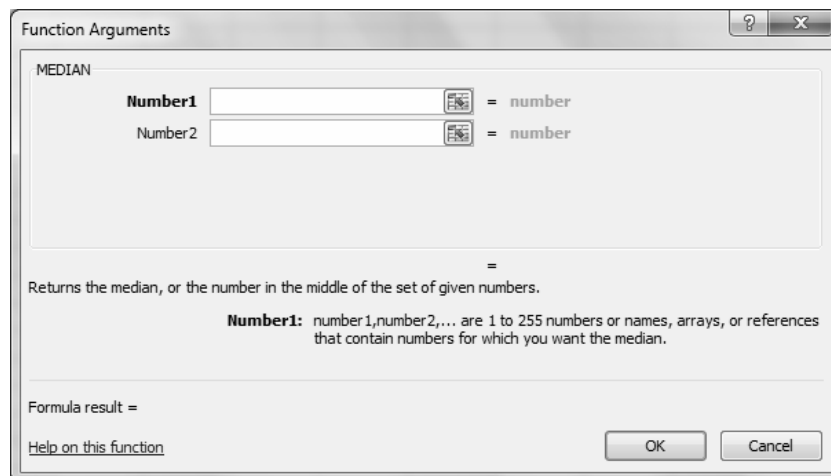 Function Arguments
MEDIAN
Number1 = number
Number2 = number
=
Returns the median, or the number in the middle of the set of given numbers.
Number1: number1,number2,... are 1 to 255 numbers or names, arrays, or references
that contain numbers for which you want the median.
Formula result =
Help on this function
OK Cancel